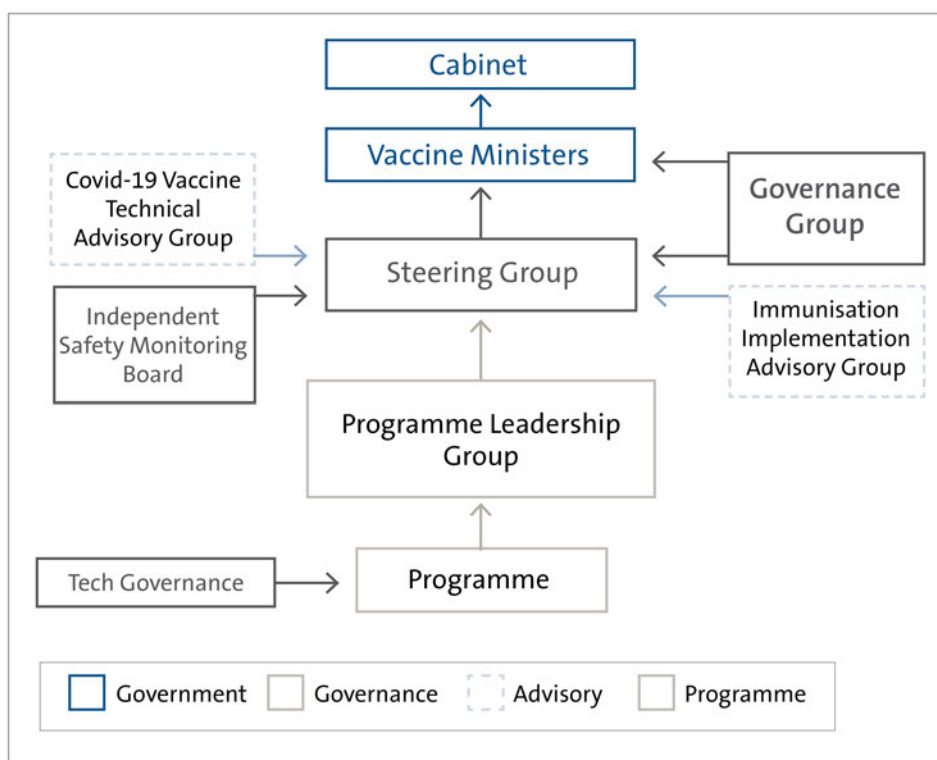 Cabinet
Vaccine Ministers
Covid-19 Vaccine
Technical
Advisory Group
Governance
Group
Steering Group
Independent
Safety Monitoring
Board
Immunisation
Implementation
Advisory Group
Programme Leadership
Group
Tech Governance
Programme
Government
Governance
Advisory
Programme